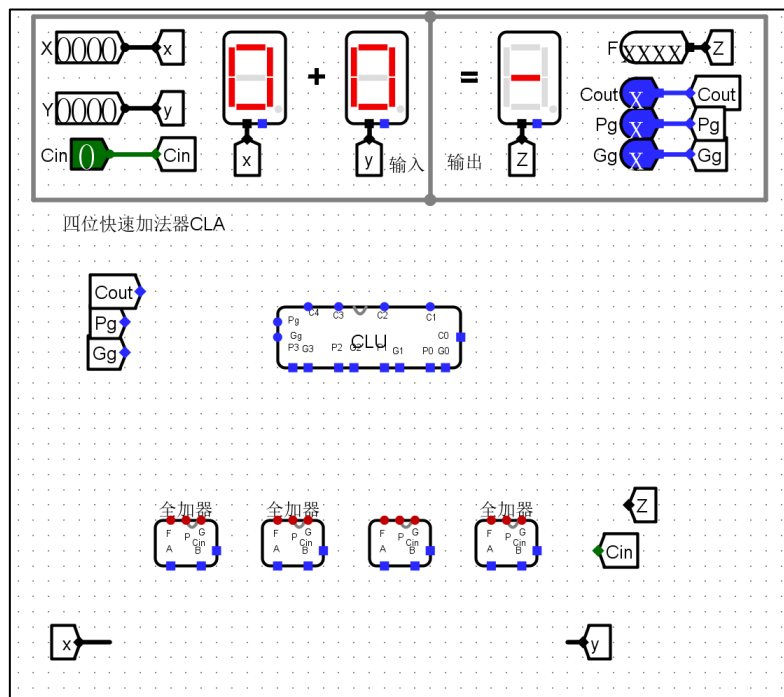 X 0000 x
+
=
F XXXX Z
Y 0000 y
Cout X Cout
Pg X Pg
Cin 0 Cin
Gg X Gg
x
y
输入
输出
Z
四位快速加法器CLA
Cout
Pg
Gg
C4 C3 C2 C1
Pg
Gg
CLU
C0
P3 G3 P2 G2 P1 G1 P0 G0
全加器
全加器
全加器
F P G
Cin
A B
F P G
Cin
A B
F P G
Cin
A B
F P G
Cin
A B
Z
Cin
x
y